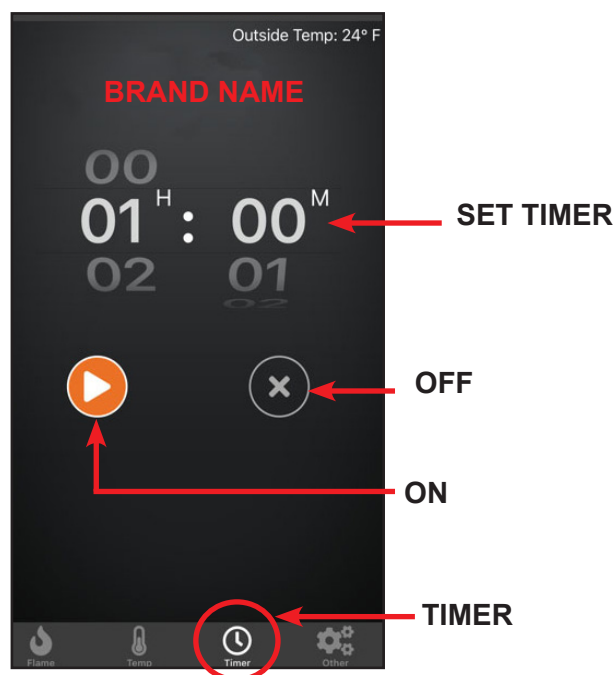 Outside Temp: 24° F
BRAND NAME
00
01 H : 00 M
SET TIMER
02 01
02
OFF
ON
TIMER
Flame Temp Timer Other